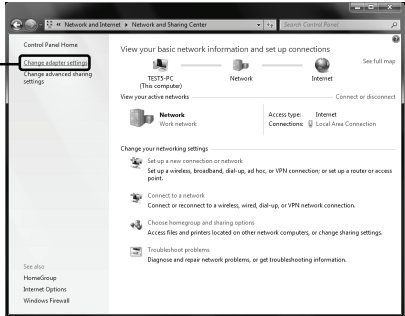 « Network and Internet ▸ Network and Sharing Center
Search Control Panel
Control Panel Home
Change adapter settings
Change advanced sharing
settings
View your basic network information and set up connections
See full map
TEST5-PC
(This computer)
Network
Internet
View your active networks
Connect or disconnect
Network
Work network
Access type: Internet
Connections: Local Area Connection
Change your networking settings
Set up a new connection or network
Set up a wireless, broadband, dial-up, ad hoc, or VPN connection; or set up a router or access
point.
Connect to a network
Connect or reconnect to a wireless, wired, dial-up, or VPN network connection.
Choose homegroup and sharing options
Access files and printers located on other network computers, or change sharing settings.
Troubleshoot problems
Diagnose and repair network problems, or get troubleshooting information.
See also
HomeGroup
Internet Options
Windows Firewall